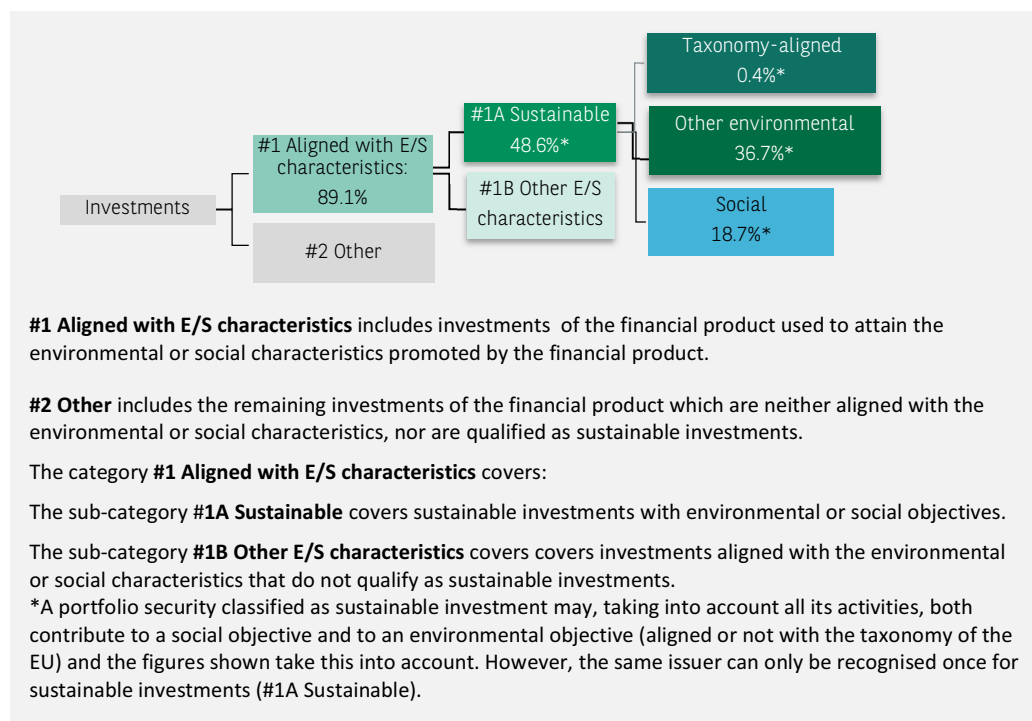 Taxonomy-aligned
0.4%*
#1A Sustainable
48.6%*
Other environmental
36.7%*
#1 Aligned with E/S
characteristics:
89.1%
#1B Other E/S
characteristics
Investments
Social
18.7%*
#2 Other
#1 Aligned with E/S characteristics includes investments of the financial product used to attain the
environmental or social characteristics promoted by the financial product.
#2 Other includes the remaining investments of the financial product which are neither aligned with the
environmental or social characteristics, nor are qualified as sustainable investments.
The category #1 Aligned with E/S characteristics covers:
The sub-category #1A Sustainable covers sustainable investments with environmental or social objectives.
The sub-category #1B Other E/S characteristics covers covers investments aligned with the environmental
or social characteristics that do not qualify as sustainable investments.
*A portfolio security classified as sustainable investment may, taking into account all its activities, both
contribute to a social objective and to an environmental objective (aligned or not with the taxonomy of the
EU) and the figures shown take this into account. However, the same issuer can only be recognised once for
sustainable investments (#1A Sustainable).